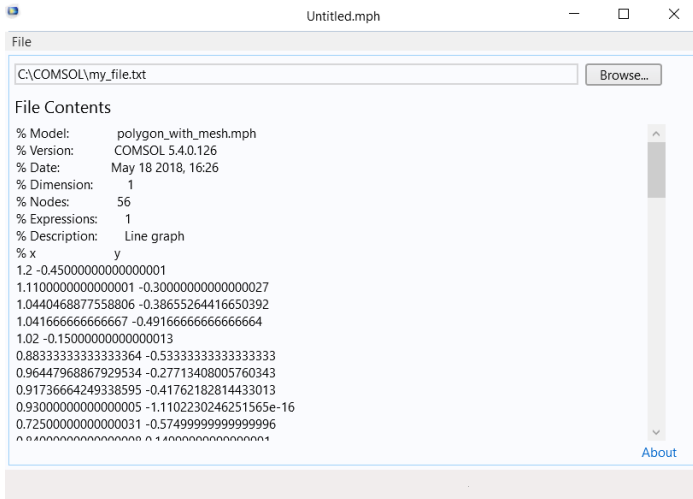 Untitled.mph
File
C:\COMSOL\my_file.txt
Browse...
File Contents
% Model: polygon_with_mesh.mph
% Version: COMSOL 5.4.0.126
% Date: May 18 2018, 16:26
% Dimension: 1
% Nodes: 56
% Expressions: 1
% Description: Line graph
% x y
1.2 -0.45000000000000001
1.1100000000000001 -0.30000000000000027
1.0440468877558806 -0.38655264416650392
1.041666666666667 -0.49166666666666664
1.02 -0.15000000000000013
0.88333333333333364 -0.53333333333333333
0.96447968867929534 -0.27713408005760343
0.91736664249338595 -0.41762182814433013
0.93000000000000005 -1.1102230246251565e-16
0.72500000000000031 -0.57499999999999996
About